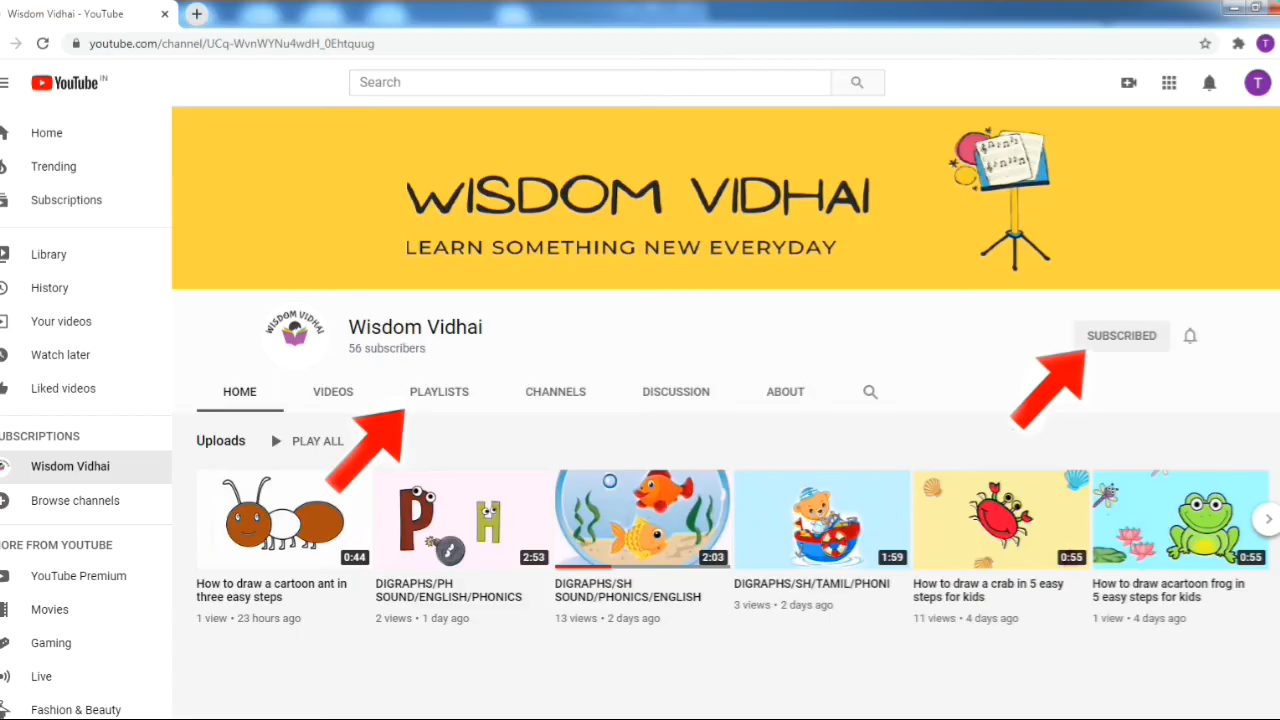 Wisdom Vidhai - YouTube
youtube.com/channel/UCq-WvnWYNu4wdH_0Ehtquug
T
YouTube IN
Search
T
Home
Trending
Subscriptions
Library
History
Your videos
Watch later
Liked videos
UBSCRIPTIONS
Wisdom Vidhai
Browse channels
ORE FROM YOUTUBE
YouTube Premium
Movies
Gaming
Live
Fashion & Beauty
WISDOM VIDHAI
LEARN SOMETHING NEW EVERYDAY
WISDOM VIDHAI
Wisdom Vidhai
56 subscribers
SUBSCRIBED
HOME VIDEOS PLAYLISTS CHANNELS DISCUSSION ABOUT
Uploads PLAY ALL
P H
0:44 2:53 2:03 1:59 0:55 0:55
How to draw a cartoon ant in
three easy steps
1 view • 23 hours ago
DIGRAPHS/PH
SOUND/ENGLISH/PHONICS
2 views • 1 day ago
DIGRAPHS/SH
SOUND/PHONICS/ENGLISH
13 views • 2 days ago
DIGRAPHS/SH/TAMIL/PHONI
3 views • 2 days ago
How to draw a crab in 5 easy
steps for kids
11 views • 4 days ago
How to draw acartoon frog in
5 easy steps for kids
1 view • 4 days ago